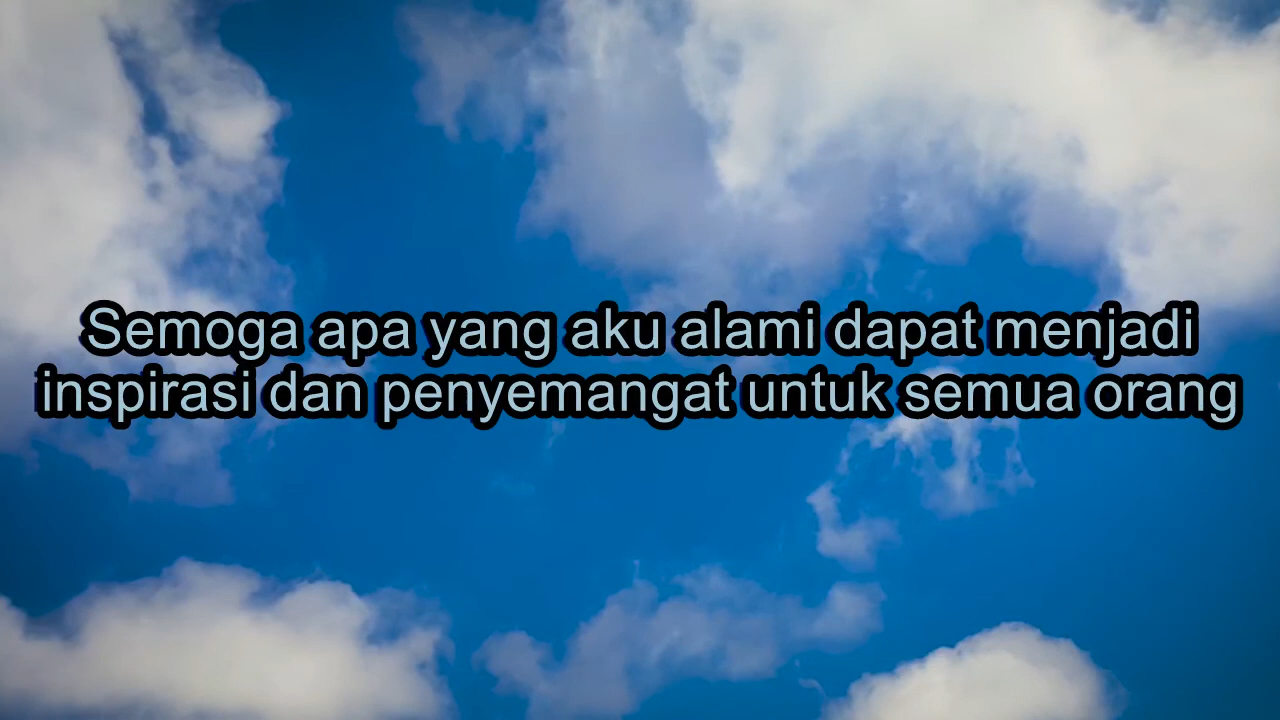 Semoga apa yang aku alami dapat menjadi
inspirasi dan penyemangat untuk semua orang